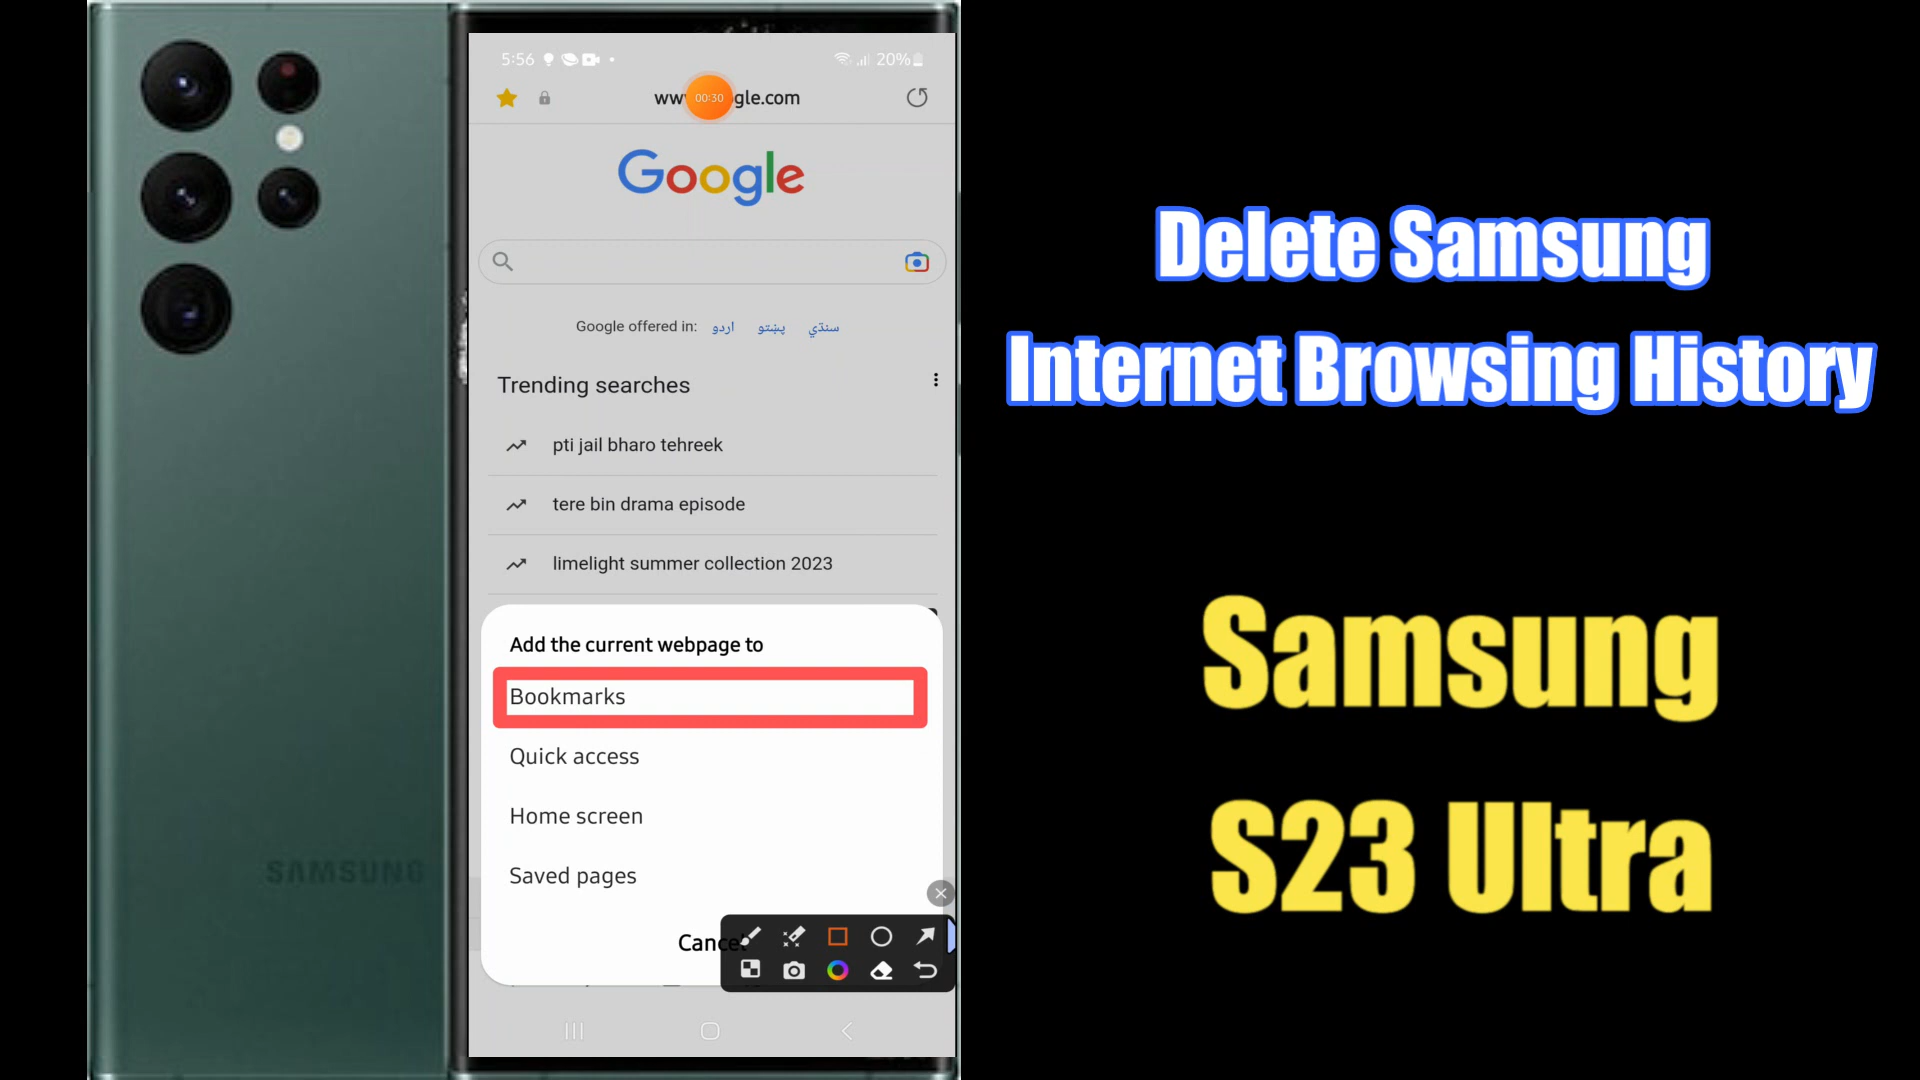 5:56
20%
www. gle.com
00:30
Google
Google offered in: اردو پښتو سنڌي
Trending searches
pti jail bharo tehreek
tere bin drama episode
limelight summer collection 2023
Add the current webpage to
Bookmarks
Quick access
Home screen
Saved pages
Cancel
SAMSUNG
Delete Samsung
Internet Browsing History
Samsung
S23 Ultra